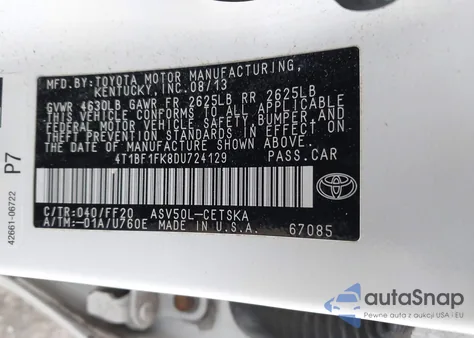 MFD.BY:TOYOTA MOTOR MANUFACTURING,
KENTUCKY, INC. 08/13
GVWR 4630LB GAWR FR 2625LB RR 2625LB
THIS VEHICLE CONFORMS TO ALL APPLICABLE
FEDERAL MOTOR VEHICLE SAFETY, BUMPER, AND
THEFT PREVENTION STANDARDS IN EFFECT ON
THE DATE OF MANUFACTURE SHOWN ABOVE.
4T1BF1FK8DU724129 PASS.CAR
C/TR:040/FF20 ASV50L-CETSKA
A/TM:-01A/U760E MADE IN U.S.A. 67085
42661-06722
P7
autoSnap
Pewne auta z aukcji USA i EU